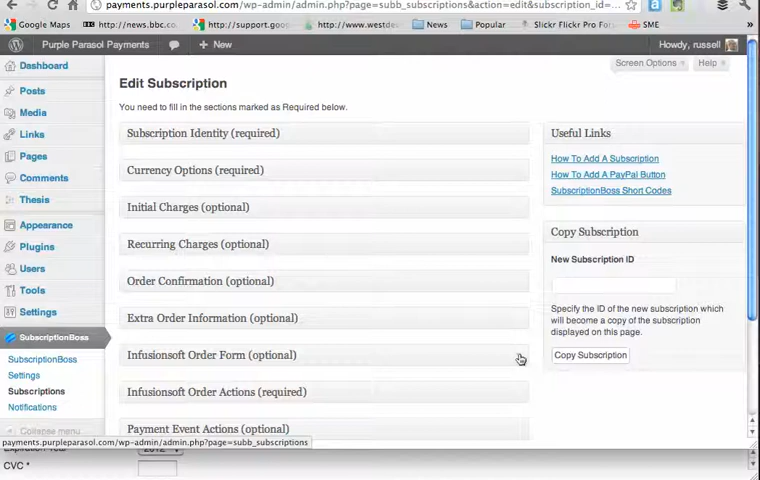 payments.purpleparasol.com/wp-admin/admin.php?page=subb_subscriptions&action=edit&subscription_id=...
Google Maps
http://news.bbc.co.
http://support.goog
http://www.westdet
News
Popular
Slickr Flickr Pro For
SME
Purple Parasol Payments
+ New
Howdy, russell
Screen Options
Help
Dashboard
Posts
Media
Links
Pages
Comments
Thesis
Appearance
Plugins
Users
Tools
Settings
SubscriptionBoss
SubscriptionBoss
Settings
Subscriptions
Notifications
Collapse menu
Edit Subscription
You need to fill in the sections marked as Required below.
Subscription Identity (required)
Currency Options (required)
Initial Charges (optional)
Recurring Charges (optional)
Order Confirmation (optional)
Extra Order Information (optional)
Infusionsoft Order Form (optional)
Infusionsoft Order Actions (required)
Payment Event Actions (optional)
Useful Links
How To Add A Subscription
How To Add A PayPal Button
SubscriptionBoss Short Codes
Copy Subscription
New Subscription ID
Specify the ID of the new subscription which
will become a copy of the subscription
displayed on this page.
Copy Subscription
payments.purpleparasol.com/wp-admin/admin.php?page=subb_subscriptions
Expiration Year
2012
CVC *